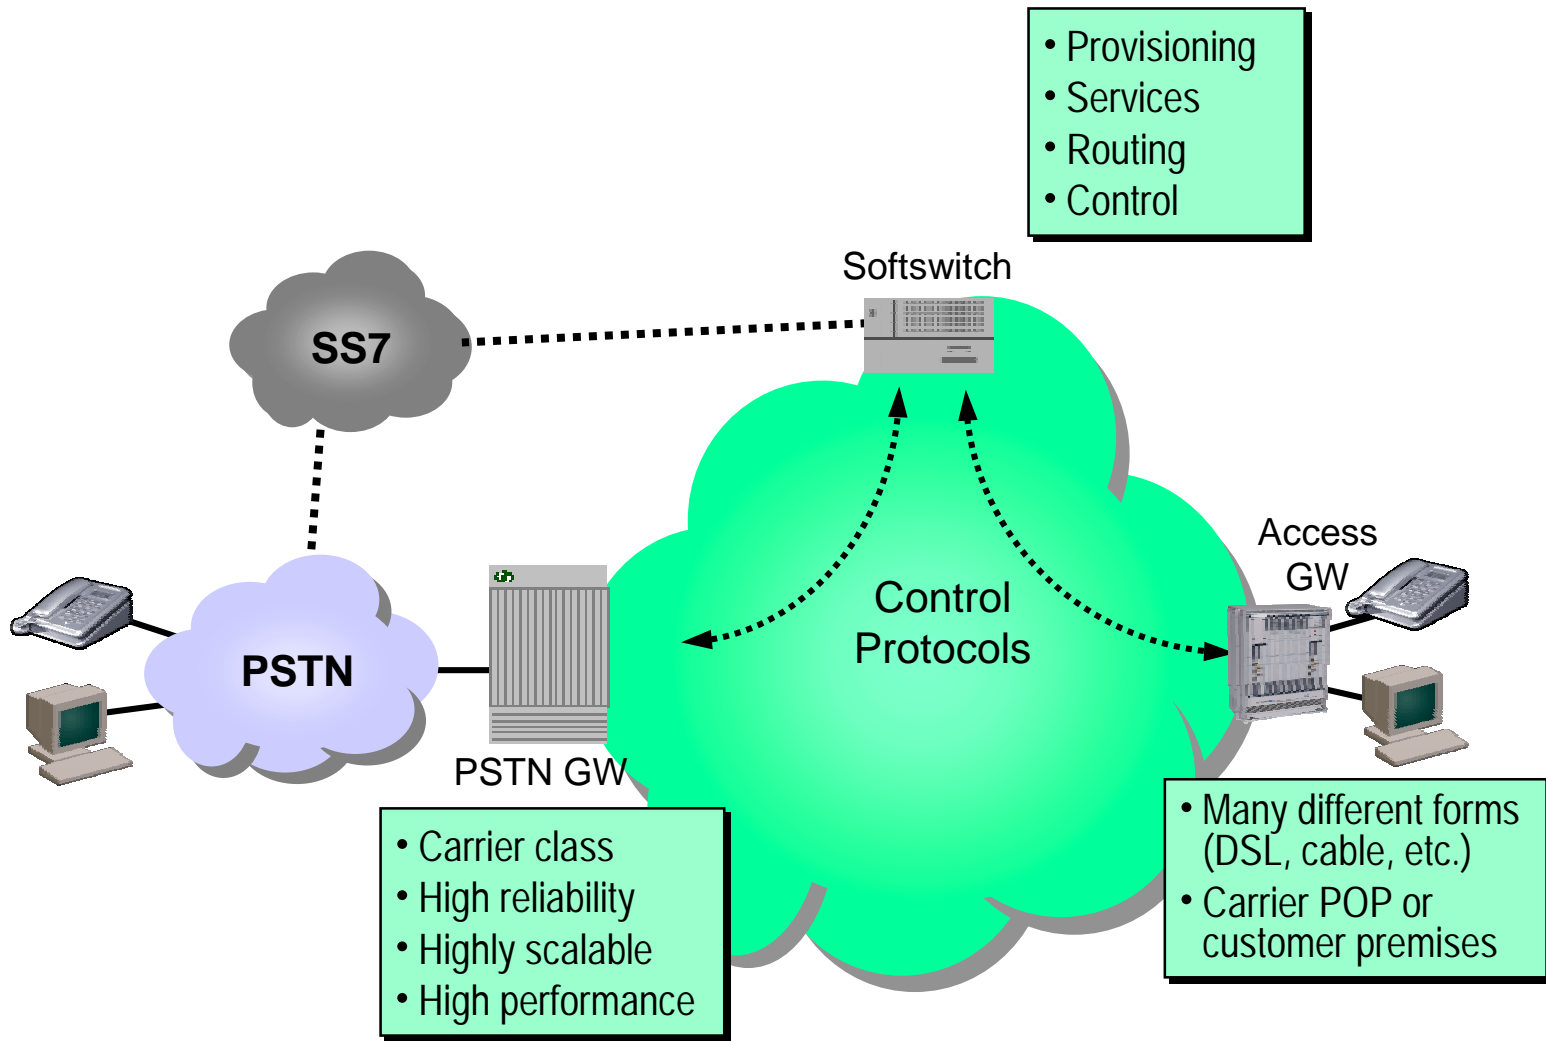 • Provisioning
• Services
• Routing
• Control
Softswitch
SS7
Access
GW
Control
Protocols
PSTN
PSTN GW
• Carrier class
• High reliability
• Highly scalable
• High performance
• Many different forms
(DSL, cable, etc.)
• Carrier POP or
customer premises